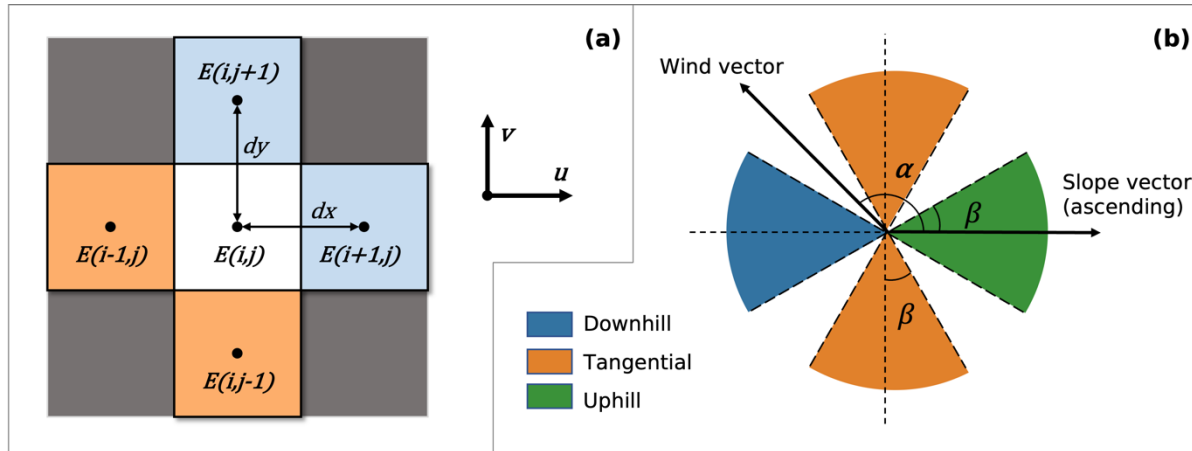 (a)
E(i,j+1)
dy
dx
E(i-1,j)
E(i,j)
E(i+1,j)
E(i,j-1)
v
u
(b)
Wind vector
α
β
Slope vector
(ascending)
β
Downhill
Tangential
Uphill